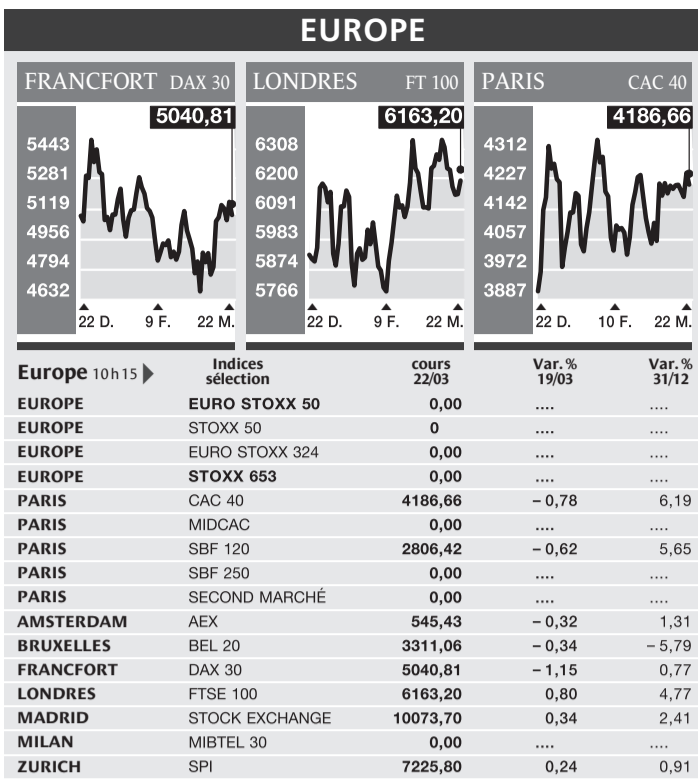 EUROPE
FRANCFORT DAX 30
5040,81
5443
5281
5119
4956
4794
4632
22 D. 9 F. 22 M.
LONDRES FT 100
6163,20
6308
6200
6091
5983
5874
5766
22 D. 9 F. 22 M.
PARIS CAC 40
4186,66
4312
4227
4142
4057
3972
3887
22 D. 10 F. 22 M.
Europe 10h15 Indices sélection cours 22/03 Var. % 19/03 Var. % 31/12
EUROPE EURO STOXX 50 0,00 .... ....
EUROPE STOXX 50 0 .... ....
EUROPE EURO STOXX 324 0,00 .... ....
EUROPE STOXX 653 0,00 .... ....
PARIS CAC 40 4186,66 – 0,78 6,19
PARIS MIDCAC 0,00 .... ....
PARIS SBF 120 2806,42 – 0,62 5,65
PARIS SBF 250 0,00 .... ....
PARIS SECOND MARCHÉ 0,00 .... ....
AMSTERDAM AEX 545,43 – 0,32 1,31
BRUXELLES BEL 20 3311,06 – 0,34 – 5,79
FRANCFORT DAX 30 5040,81 – 1,15 0,77
LONDRES FTSE 100 6163,20 0,80 4,77
MADRID STOCK EXCHANGE 10073,70 0,34 2,41
MILAN MIBTEL 30 0,00 .... ....
ZURICH SPI 7225,80 0,24 0,91